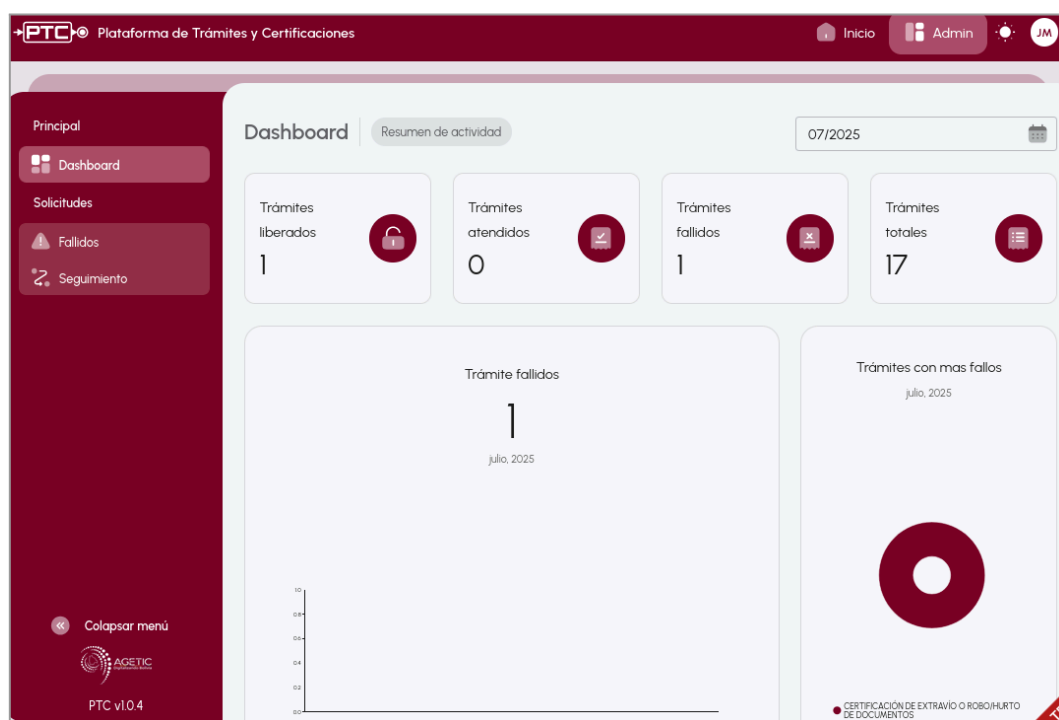 PTC Plataforma de Trámites y Certificaciones
Inicio
Admin
JM
Principal
Dashboard
Solicitudes
Fallidos
Seguimiento
Colapsar menú
AGETIC
PTC v1.0.4
Dashboard
Resumen de actividad
07/2025
Trámites
liberados
1
Trámites
atendidos
0
Trámites
fallidos
1
Trámites
totales
17
Trámite fallidos
1
julio, 2025
1.0
0.8
0.6
0.4
0.2
0.0
Trámites con mas fallos
julio, 2025
CERTIFICACIÓN DE EXTRAVÍO O ROBO/HURTO
DE DOCUMENTOS